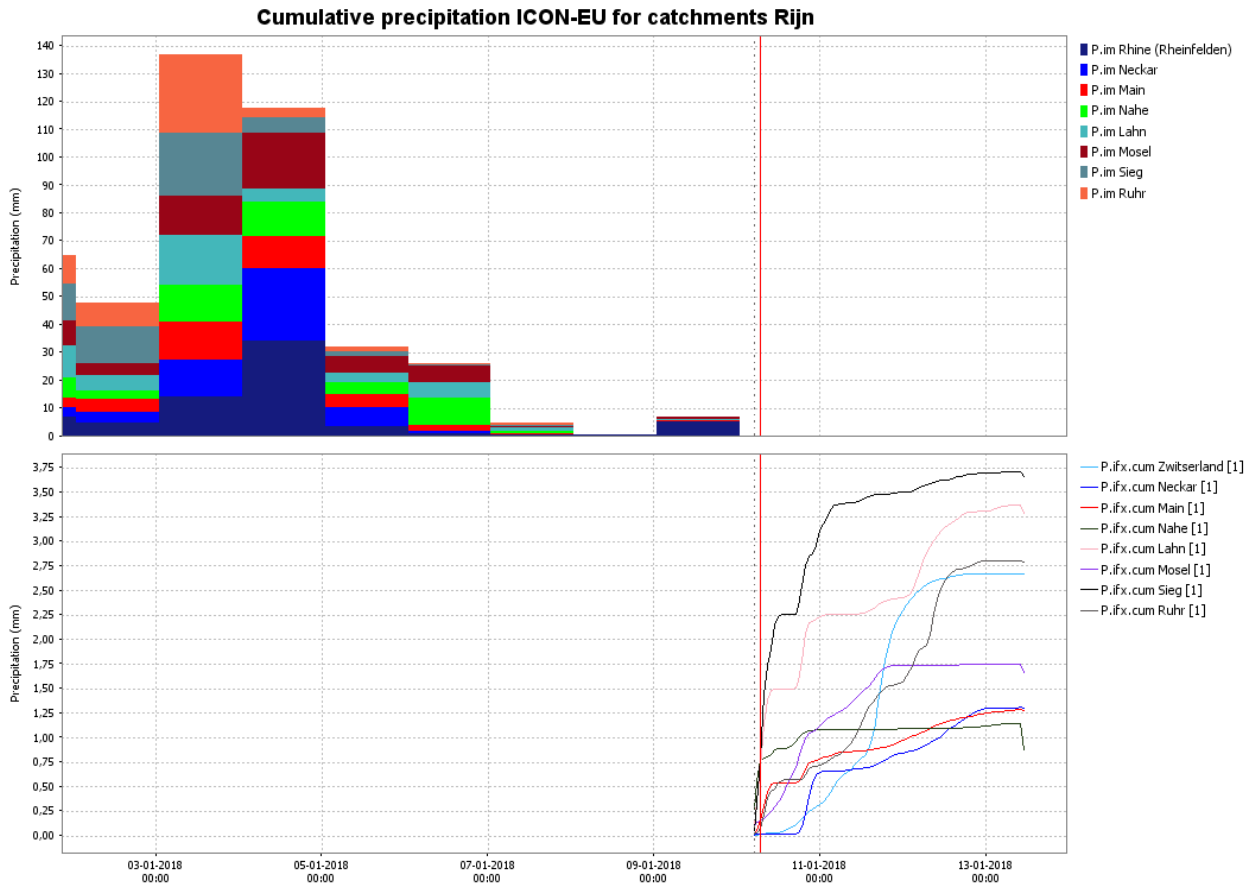 Cumulative precipitation ICON-EU for catchments Rijn
Precipitation (mm)
140
130
120
110
100
90
80
70
60
50
40
30
20
10
0
P.im Rhine (Rheinfelden)
P.im Neckar
P.im Main
P.im Nahe
P.im Lahn
P.im Mosel
P.im Sieg
P.im Ruhr
Precipitation (mm)
3,75
3,50
3,25
3,00
2,75
2,50
2,25
2,00
1,75
1,50
1,25
1,00
0,75
0,50
0,25
0,00
P.ifx.cum Zwitserland [1]
P.ifx.cum Neckar [1]
P.ifx.cum Main [1]
P.ifx.cum Nahe [1]
P.ifx.cum Lahn [1]
P.ifx.cum Mosel [1]
P.ifx.cum Sieg [1]
P.ifx.cum Ruhr [1]
03-01-2018 05-01-2018 07-01-2018 09-01-2018 11-01-2018 13-01-2018
00:00 00:00 00:00 00:00 00:00 00:00